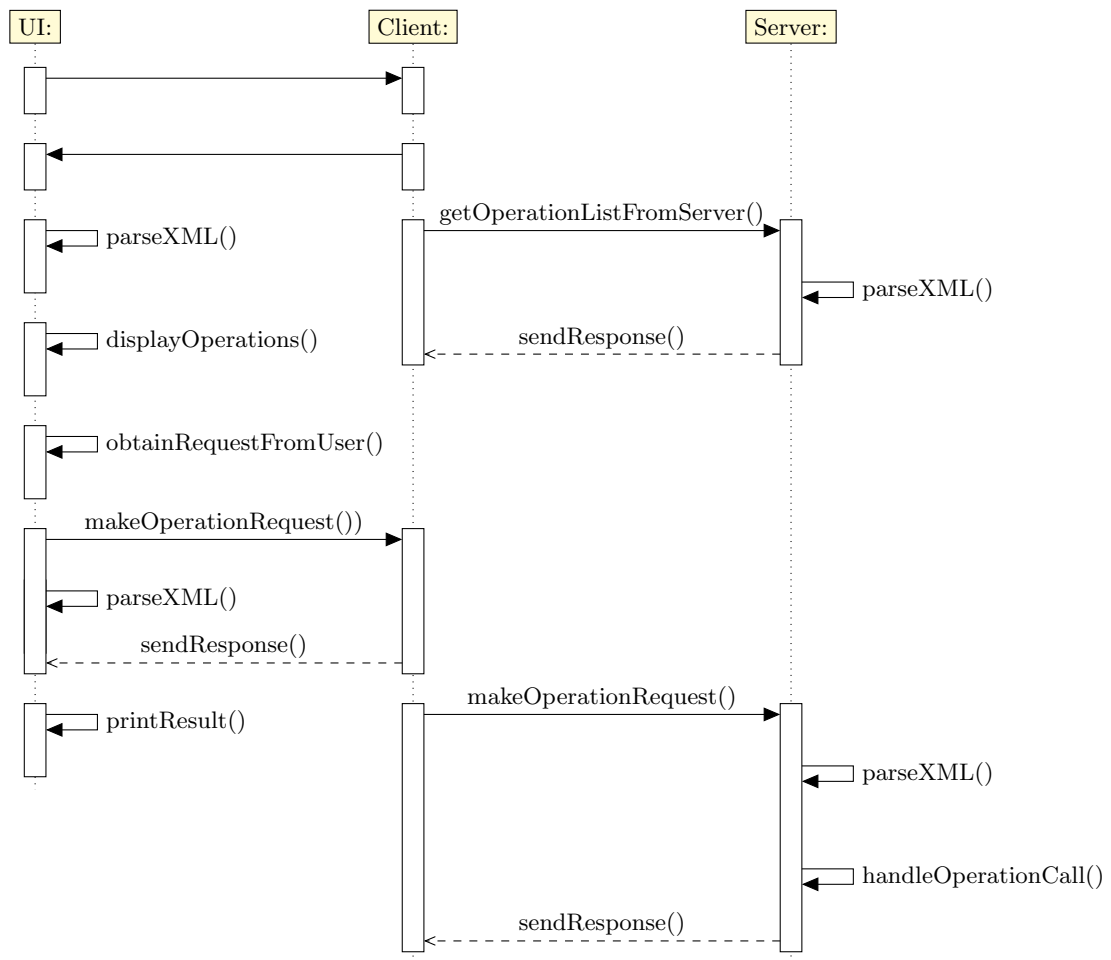 UI:
Client:
Server:
getOperationListFromServer()
parseXML()
parseXML()
sendResponse()
displayOperations()
obtainRequestFromUser()
makeOperationRequest())
parseXML()
sendResponse()
makeOperationRequest()
printResult()
parseXML()
handleOperationCall()
sendResponse()